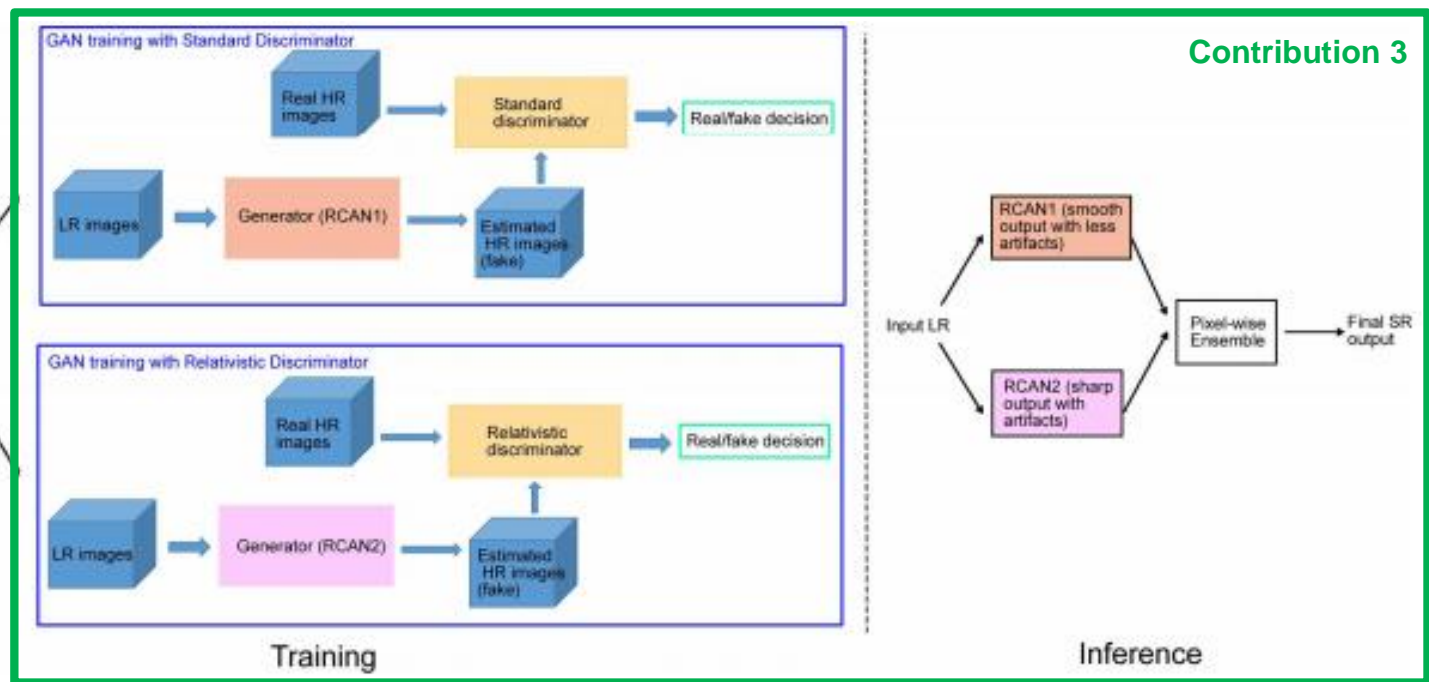 Contribution 3
GAN training with Standard Discriminator
Real HR
images
Standard
discriminator
Real/fake decision
LR images
Generator (RCAN1)
Estimated
HR images
(fake)
GAN training with Relativistic Discriminator
Real HR
images
Relativistic
discriminator
Real/fake decision
LR images
Generator (RCAN2)
Estimated
HR images
(fake)
Training
Input LR
RCAN1 (smooth
output with less
artifacts)
RCAN2 (sharp
output with
artifacts)
Pixel-wise
Ensemble
Final SR
output
Inference